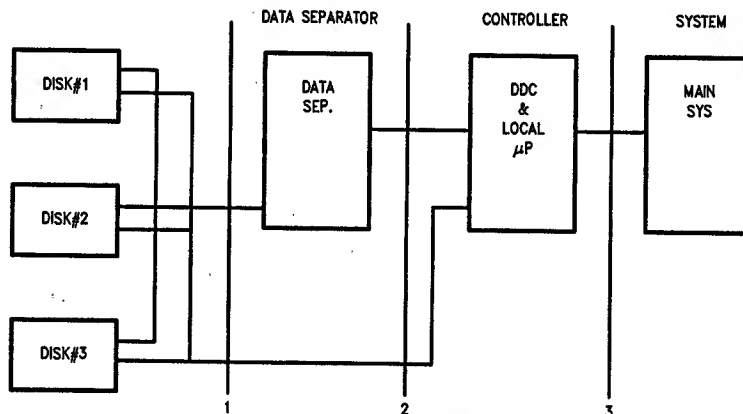 DATA SEPARATOR
CONTROLLER
SYSTEM
DISK#1
DATA
SEP.
DDC
&
LOCAL
μP
MAIN
SYS
DISK#2
DISK#3
1
2
3